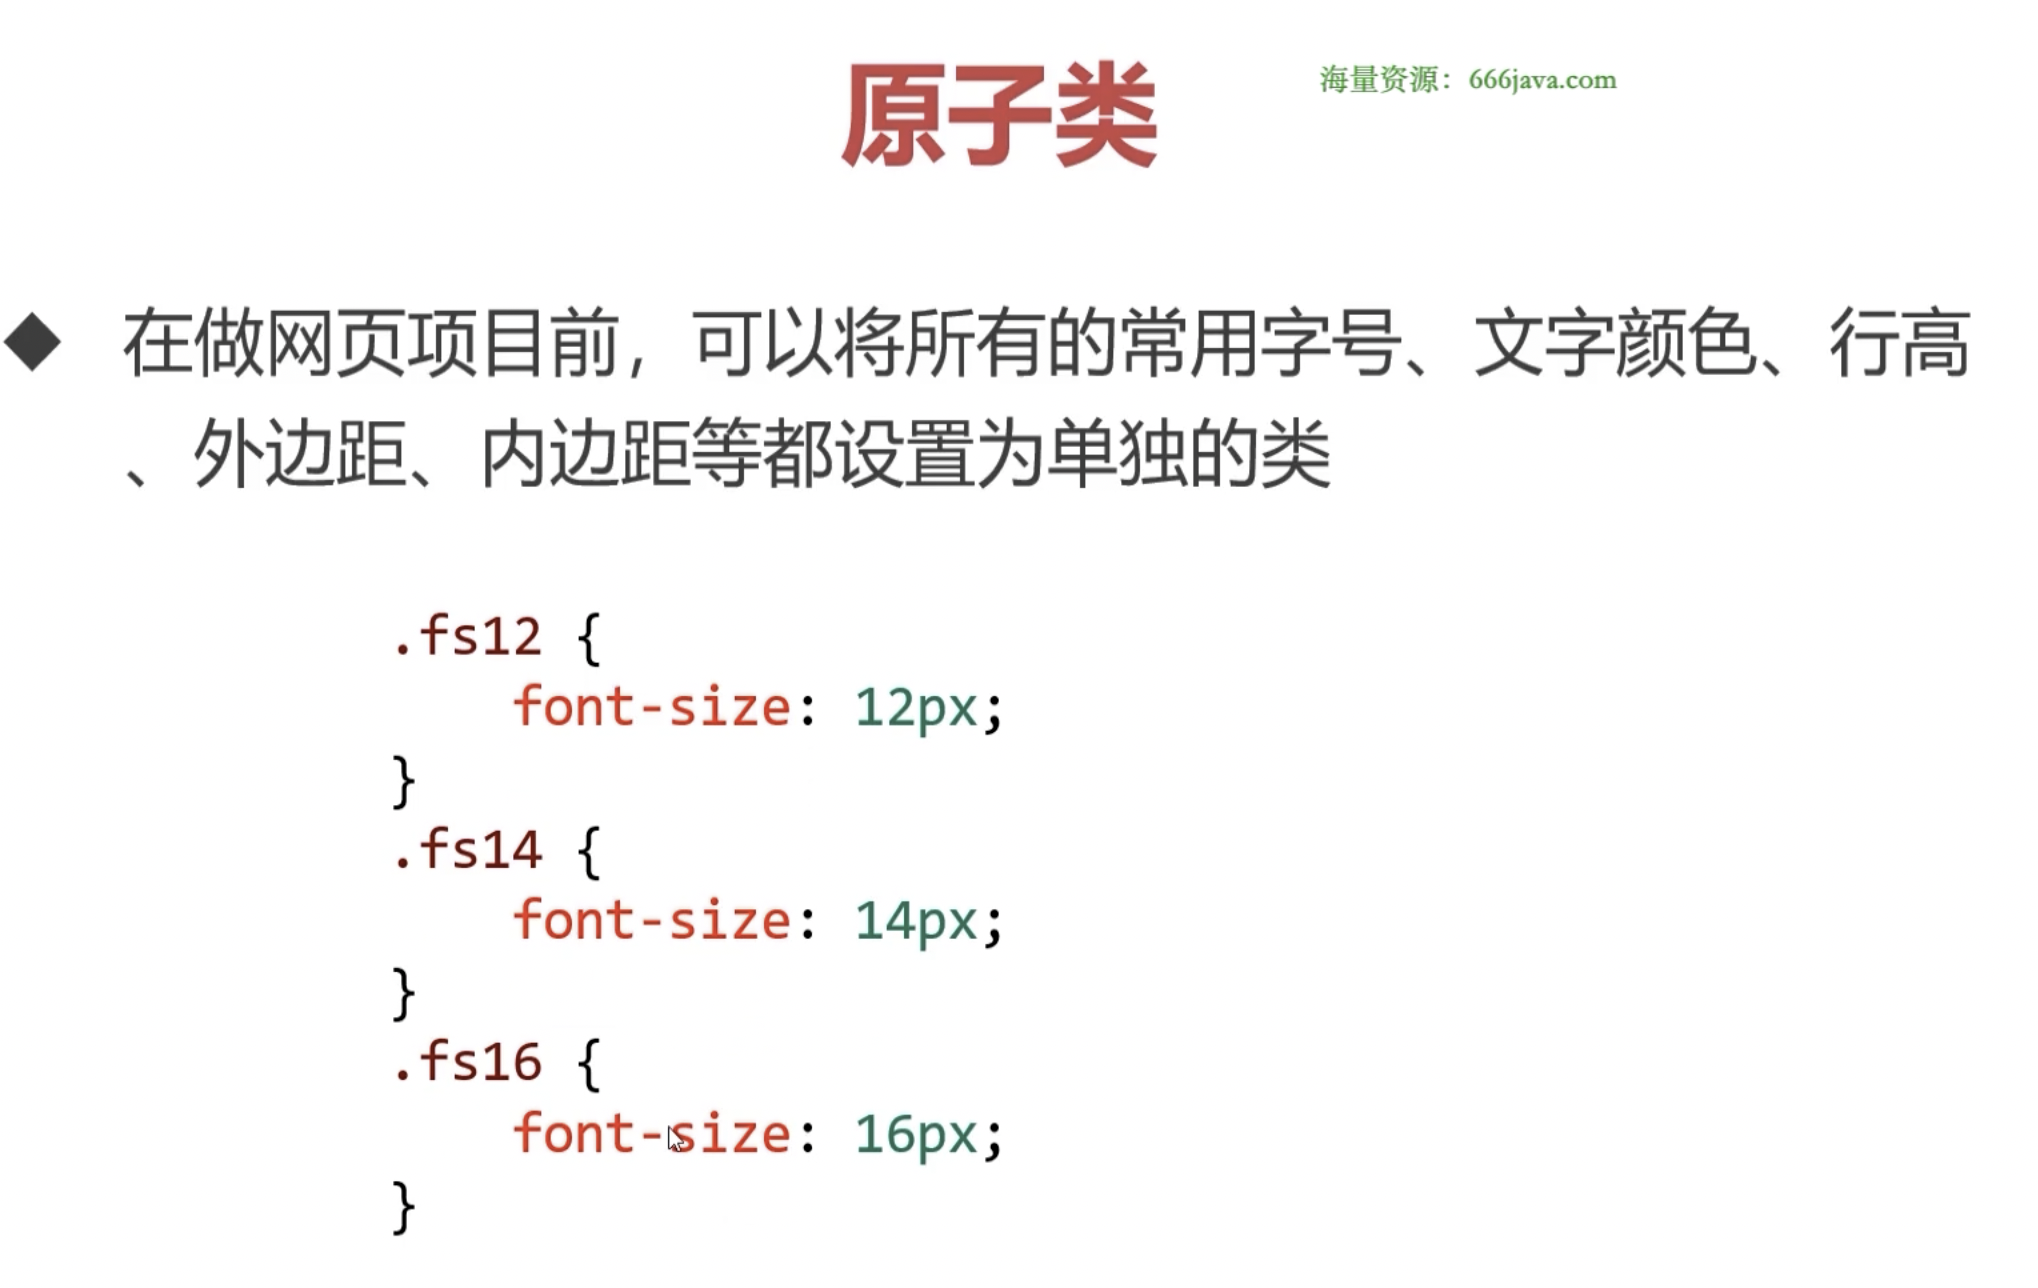 原子类
海量资源：666java.com
◆ 在做网页项目前，可以将所有的常用字号、文字颜色、行高
、外边距、内边距等都设置为单独的类
.fs12 {
    font-size: 12px;
}
.fs14 {
    font-size: 14px;
}
.fs16 {
    font-size: 16px;
}